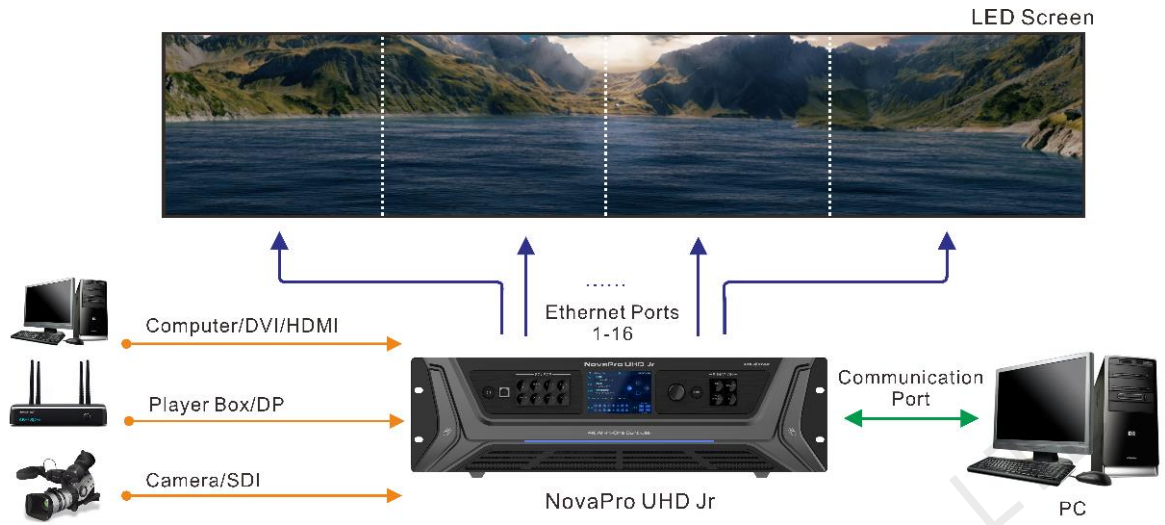 LED Screen
......
Ethernet Ports
1-16
Computer/DVI/HDMI
Player Box/DP
Camera/SDI
NovaPro UHD Jr
Communication
Port
NovaPro UHD Jr
PC